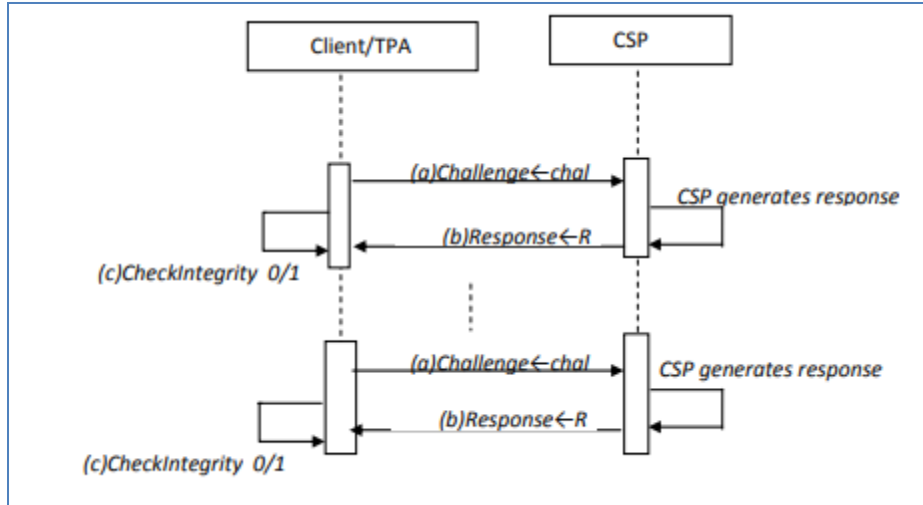 Client/TPA
CSP
(a)Challenge←chal
CSP generates response
(b)Response←R
(c)CheckIntegrity 0/1
(a)Challenge←chal
CSP generates response
(b)Response←R
(c)CheckIntegrity 0/1